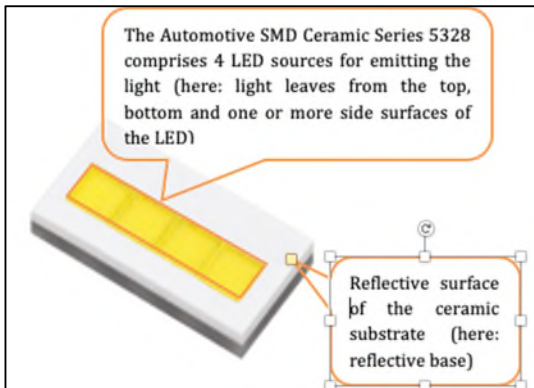 The Automotive SMD Ceramic Series 5328
comprises 4 LED sources for emitting the
light (here: light leaves from the top,
bottom and one or more side surfaces of
the LED)
Reflective surface
of the ceramic
substrate (here:
reflective base)